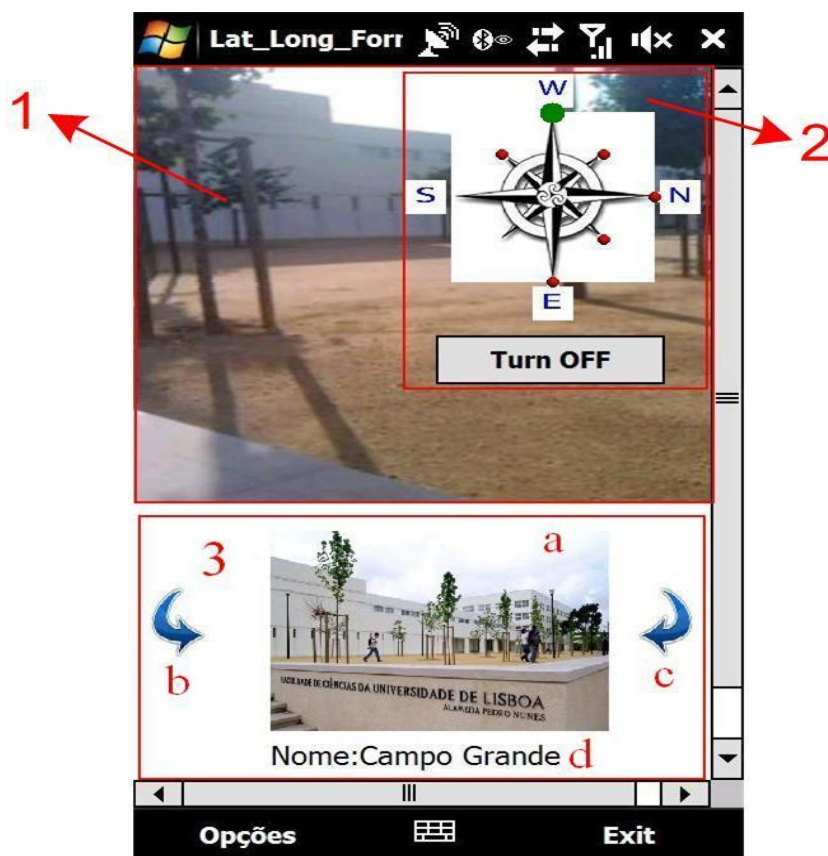 Lat_Long_Forr
1
2
W
S
N
E
Turn OFF
3
a
b
c
FACULDADE DE CIÊNCIAS DA UNIVERSIDADE DE LISBOA
ALAMEDA PEDRO NUNES
Nome:Campo Grande d
Opções
Exit